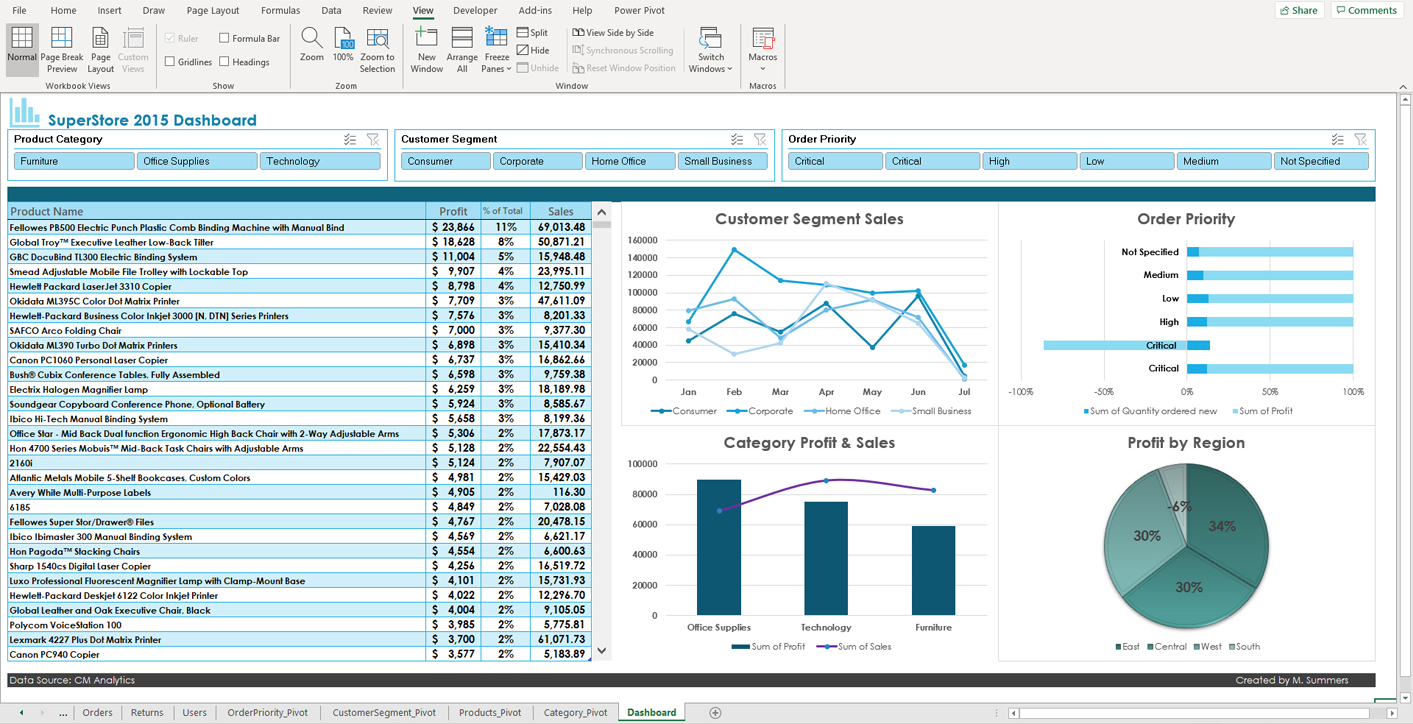 File Home Insert Draw Page Layout Formulas Data Review View Developer Add-ins Help Power Pivot Share Comments
Normal Page Break Preview Page Layout Custom Views
Workbook Views
Ruler Formula Bar
Gridlines Headings
Show
Zoom 100% Zoom to Selection
Zoom
New Window Arrange All Freeze Panes
Split
Hide
Unhide
View Side by Side
Synchronous Scrolling
Reset Window Position
Window
Switch Windows
Macros
Macros
SuperStore 2015 Dashboard
Product Category
Furniture Office Supplies Technology
Customer Segment
Consumer Corporate Home Office Small Business
Order Priority
Critical Critical High Low Medium Not Specified
Product Name Profit % of Total Sales
Fellowes PB500 Electric Punch Plastic Comb Binding Machine with Manual Bind $ 23,866 11% 69,013.48
Global Troy™ Executive Leather Low-Back Tilter $ 18,628 8% 50,871.21
GBC DocuBind TL300 Electric Binding System $ 11,004 5% 15,948.48
Smead Adjustable Mobile File Trolley with Lockable Top $ 9,907 4% 23,995.11
Hewlett Packard LaserJet 3310 Copier $ 8,798 4% 12,750.99
Okidata ML395C Color Dot Matrix Printer $ 7,709 3% 47,611.09
Hewlett-Packard Business Color Inkjet 3000 [N, DTN] Series Printers $ 7,576 3% 8,201.33
SAFCO Arco Folding Chair $ 7,000 3% 9,377.30
Okidata ML390 Turbo Dot Matrix Printers $ 6,898 3% 15,410.34
Canon PC1060 Personal Laser Copier $ 6,737 3% 16,862.66
Bush® Cubix Conference Tables, Fully Assembled $ 6,598 3% 9,759.38
Electrix Halogen Magnifier Lamp $ 6,259 3% 18,189.98
Soundgear Copyboard Conference Phone, Optional Battery $ 5,924 3% 8,585.67
Ibico Hi-Tech Manual Binding System $ 5,658 3% 8,199.36
Office Star - Mid Back Dual function Ergonomic High Back Chair with 2-Way Adjustable Arms $ 5,306 2% 17,873.17
Hon 4700 Series Mobuis™ Mid-Back Task Chairs with Adjustable Arms $ 5,128 2% 22,554.43
2160i $ 5,124 2% 7,907.07
Atlantic Metals Mobile 5-Shelf Bookcases, Custom Colors $ 4,981 2% 15,429.03
Avery White Multi-Purpose Labels $ 4,905 2% 116.30
6185 $ 4,849 2% 7,028.08
Fellowes Super Stor/Drawer® Files $ 4,767 2% 20,478.15
Ibico Ibimaster 300 Manual Binding System $ 4,569 2% 6,621.17
Hon Pagoda™ Stacking Chairs $ 4,554 2% 6,600.63
Sharp 1540cs Digital Laser Copier $ 4,256 2% 16,519.72
Luxo Professional Fluorescent Magnifier Lamp with Clamp-Mount Base $ 4,101 2% 15,731.93
Hewlett-Packard Deskjet 6122 Color Inkjet Printer $ 4,022 2% 12,296.70
Global Leather and Oak Executive Chair, Black $ 4,004 2% 9,105.05
Polycom VoiceStation 100 $ 3,985 2% 5,775.81
Lexmark 4227 Plus Dot Matrix Printer $ 3,700 2% 61,071.73
Canon PC940 Copier $ 3,577 2% 5,183.89
Customer Segment Sales
160000
140000
120000
100000
80000
60000
40000
20000
0
Jan Feb Mar Apr May Jun Jul
Consumer Corporate Home Office Small Business
Order Priority
Not Specified
Medium
Low
High
Critical
Critical
-100% -50% 0% 50% 100%
Sum of Quantity ordered new Sum of Profit
Category Profit & Sales
100000
80000
60000
40000
20000
0
Office Supplies Technology Furniture
Sum of Profit Sum of Sales
Profit by Region
-6%
34%
30%
30%
East Central West South
Data Source: CM Analytics Created by M. Summers
... Orders Returns Users OrderPriority_Pivot CustomerSegment_Pivot Products_Pivot Category_Pivot Dashboard